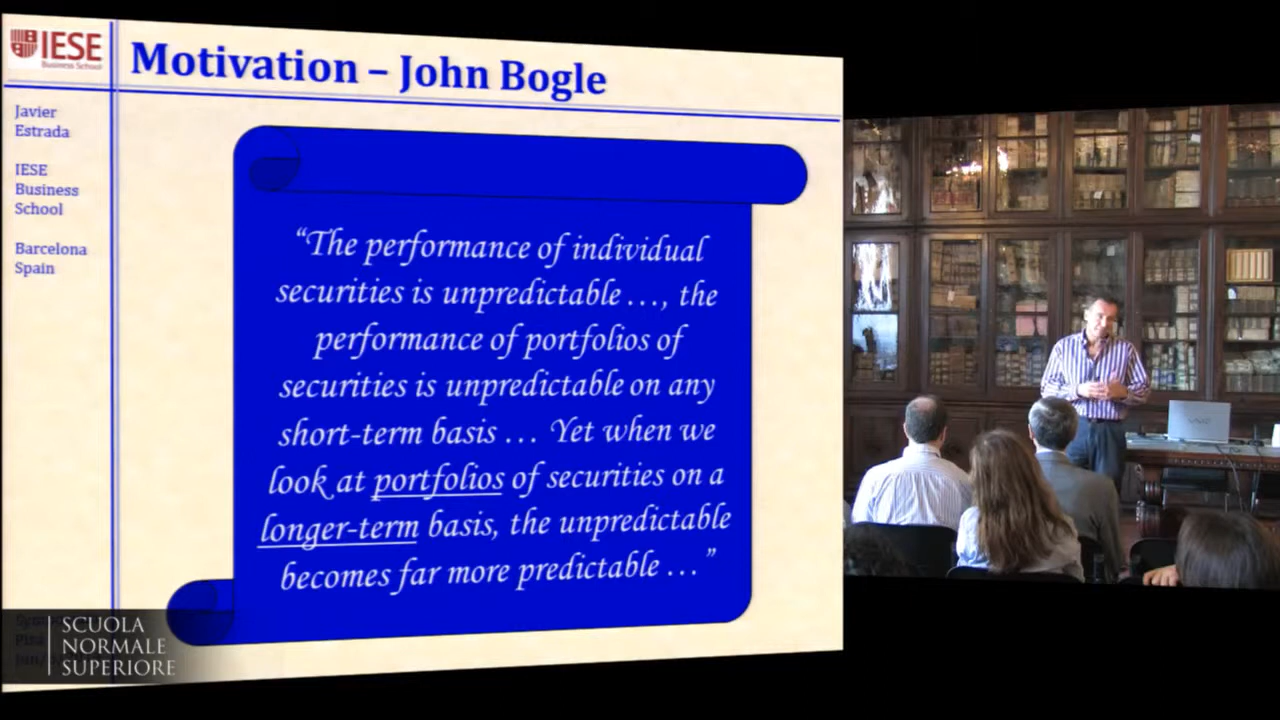 IESE
Business School
Motivation – John Bogle
Javier
Estrada
IESE
Business
School
Barcelona
Spain
“The performance of individual
securities is unpredictable …, the
performance of portfolios of
securities is unpredictable on any
short-term basis … Yet when we
look at portfolios of securities on a
longer-term basis, the unpredictable
becomes far more predictable …”
Pisa
SCUOLA
NORMALE
SUPERIORE